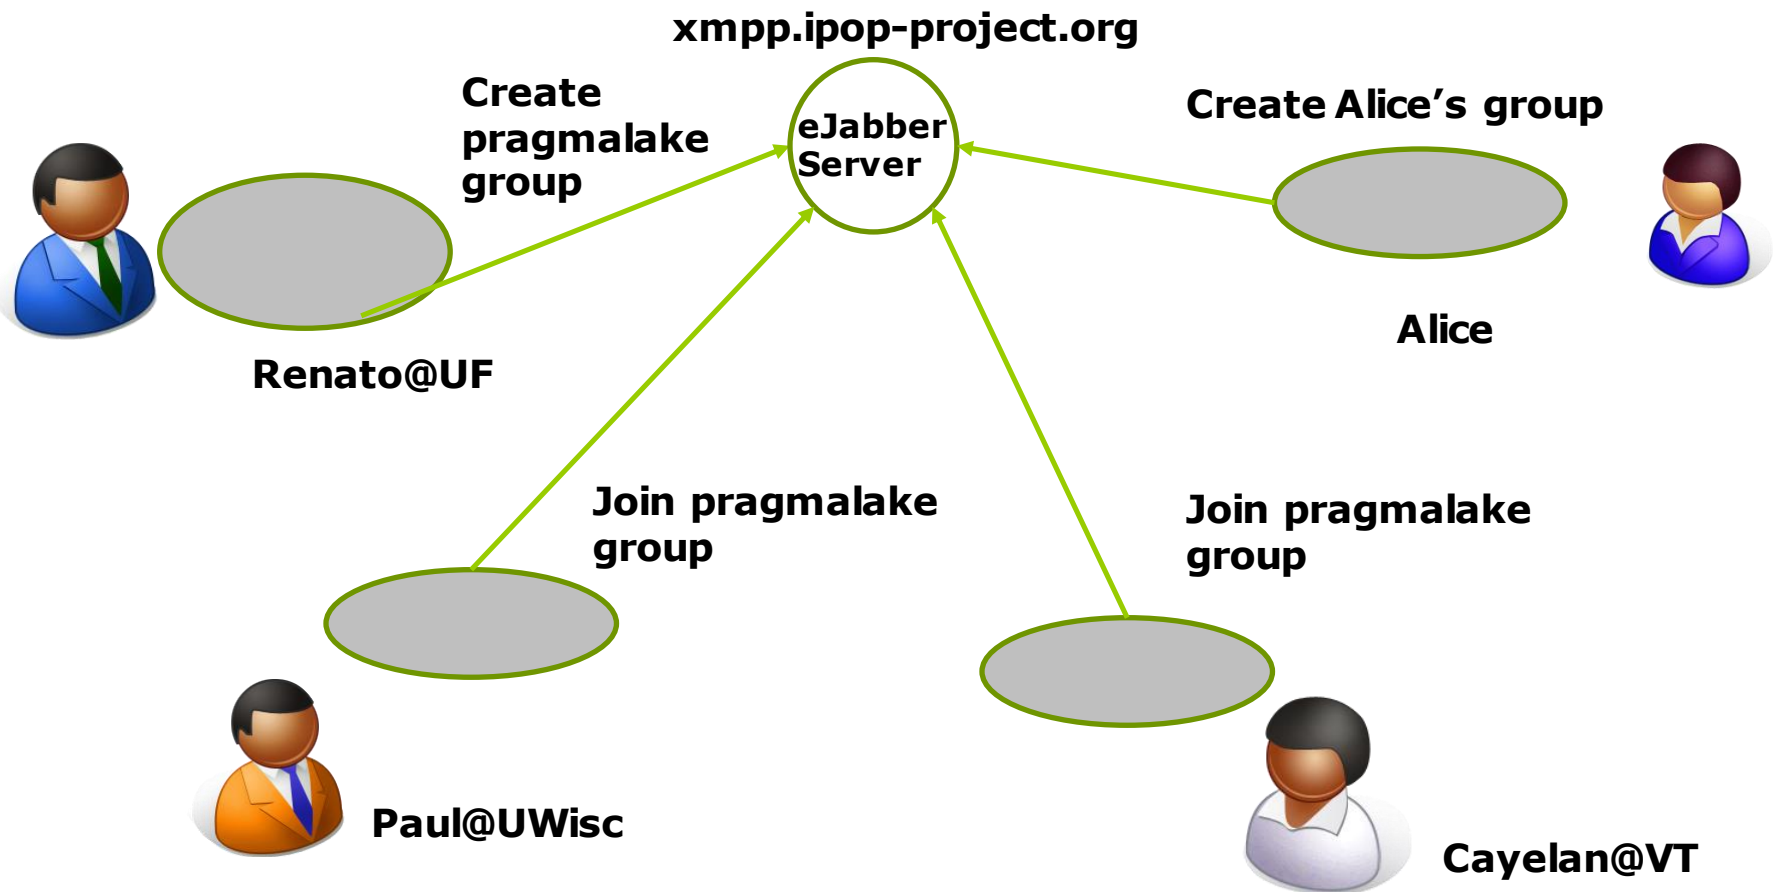 xmpp.ipop-project.org
Create
pragmalake
group
eJabber
Server
Create Alice’s group
Alice
Renato@UF
Join pragmalake
group
Join pragmalake
group
Paul@UWisc
Cayelan@VT